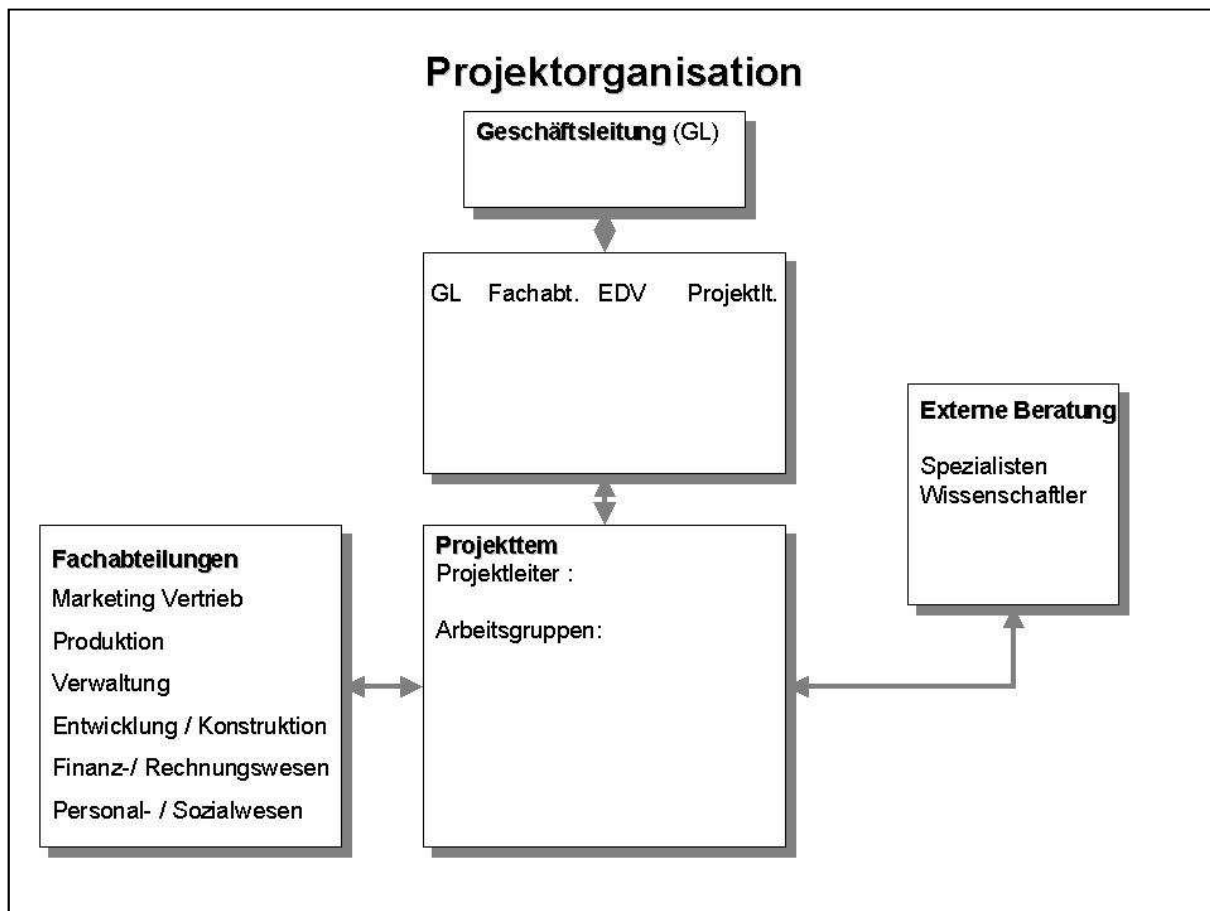 Projektorganisation
Geschäftsleitung (GL)
GL Fachabt. EDV Projektlt.
Externe Beratung
Spezialisten
Wissenschaftler
Fachabteilungen
Marketing Vertrieb
Produktion
Verwaltung
Entwicklung / Konstruktion
Finanz-/ Rechnungswesen
Personal- / Sozialwesen
Projekttem
Projektleiter :
Arbeitsgruppen: